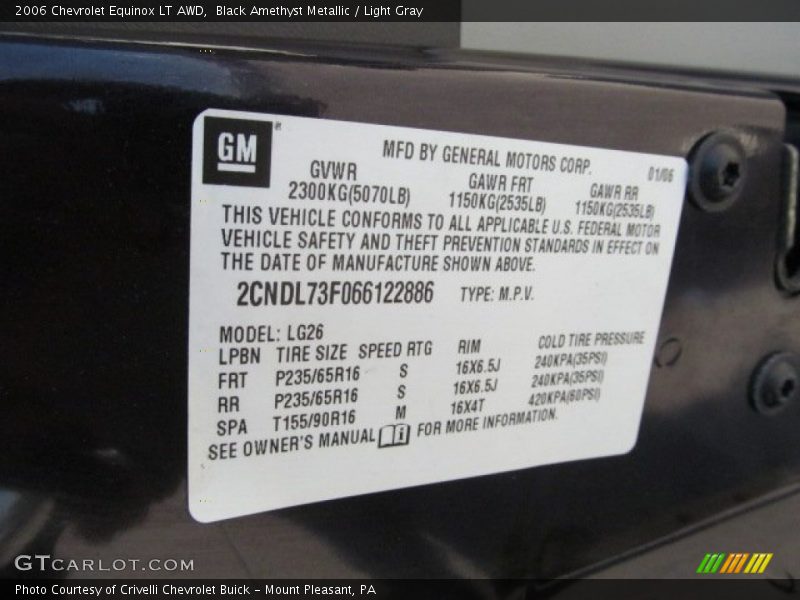 2006 Chevrolet Equinox LT AWD,  Black Amethyst Metallic / Light Gray
GM
MFD BY GENERAL MOTORS CORP.
01/06
GVWR GAWR FRT GAWR RR
2300KG(5070LB) 1150KG(2535LB) 1150KG(2535LB)
THIS VEHICLE CONFORMS TO ALL APPLICABLE U.S. FEDERAL MOTOR
VEHICLE SAFETY AND THEFT PREVENTION STANDARDS IN EFFECT ON
THE DATE OF MANUFACTURE SHOWN ABOVE.
2CNDL73F066122886 TYPE: M.P.V.
MODEL: LG26
LPBN TIRE SIZE SPEED RTG RIM COLD TIRE PRESSURE
FRT P235/65R16 S 16X6.5J 240KPA(35PSI)
RR P235/65R16 S 16X6.5J 240KPA(35PSI)
SPA T155/90R16 M 16X4T 420KPA(60PSI)
SEE OWNER'S MANUAL FOR MORE INFORMATION.
GTCARLOT.COM
Photo Courtesy of Crivelli Chevrolet Buick - Mount Pleasant, PA